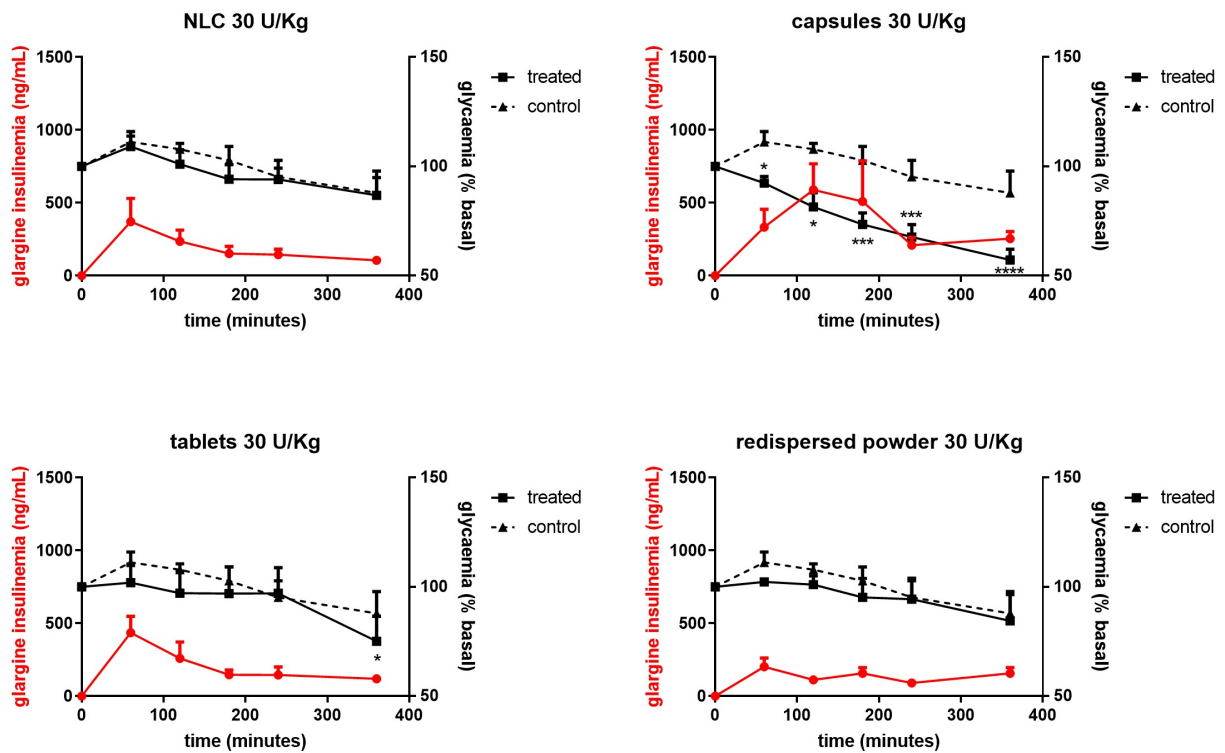 NLC 30 U/Kg
glargine insulinemia (ng/mL)
1500
1000
500
0
150
100
50
glycaemia (% basal)
treated
control
0 100 200 300 400
time (minutes)
capsules 30 U/Kg
glargine insulinemia (ng/mL)
1500
1000
500
0
*
*
***
***
****
150
100
50
glycaemia (% basal)
treated
control
0 100 200 300 400
time (minutes)
tablets 30 U/Kg
glargine insulinemia (ng/mL)
1500
1000
500
0
*
150
100
50
glycaemia (% basal)
treated
control
0 100 200 300 400
time (minutes)
redispersed powder 30 U/Kg
glargine insulinemia (ng/mL)
1500
1000
500
0
150
100
50
glycaemia (% basal)
treated
control
0 100 200 300 400
time (minutes)